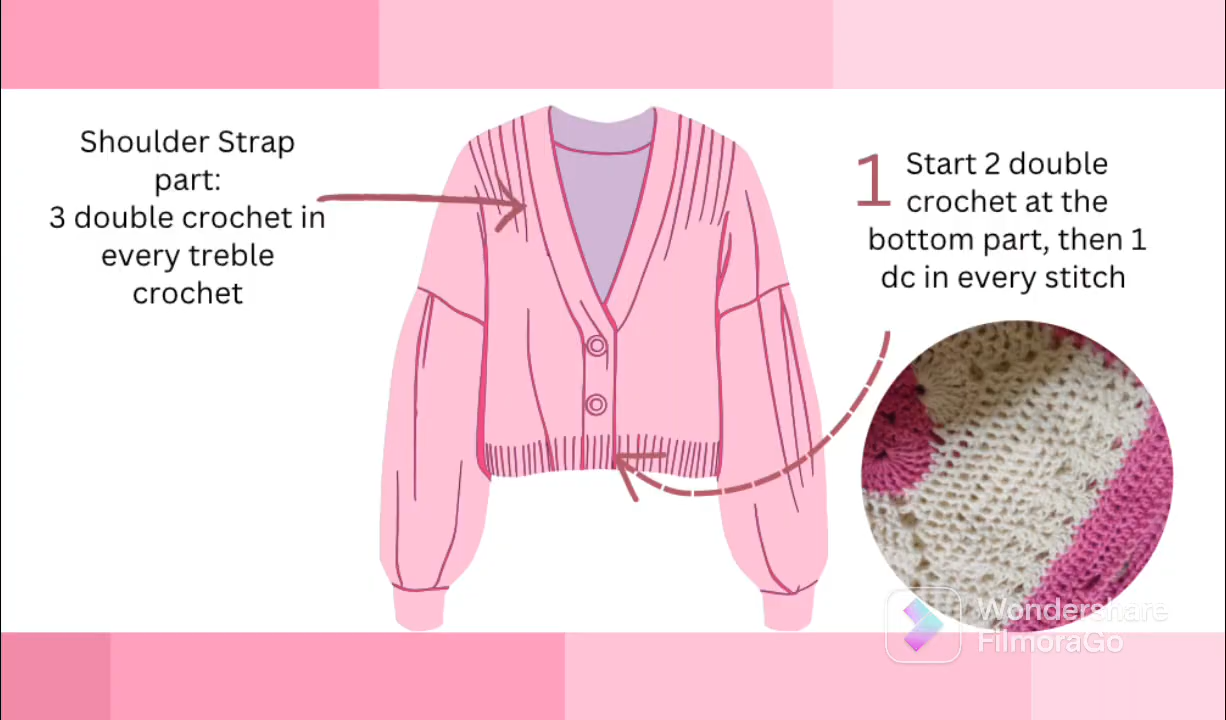 Shoulder Strap
part:
3 double crochet in
every treble
crochet
1
Start 2 double
crochet at the
bottom part, then 1
dc in every stitch
Wondershare
FilmoraGo